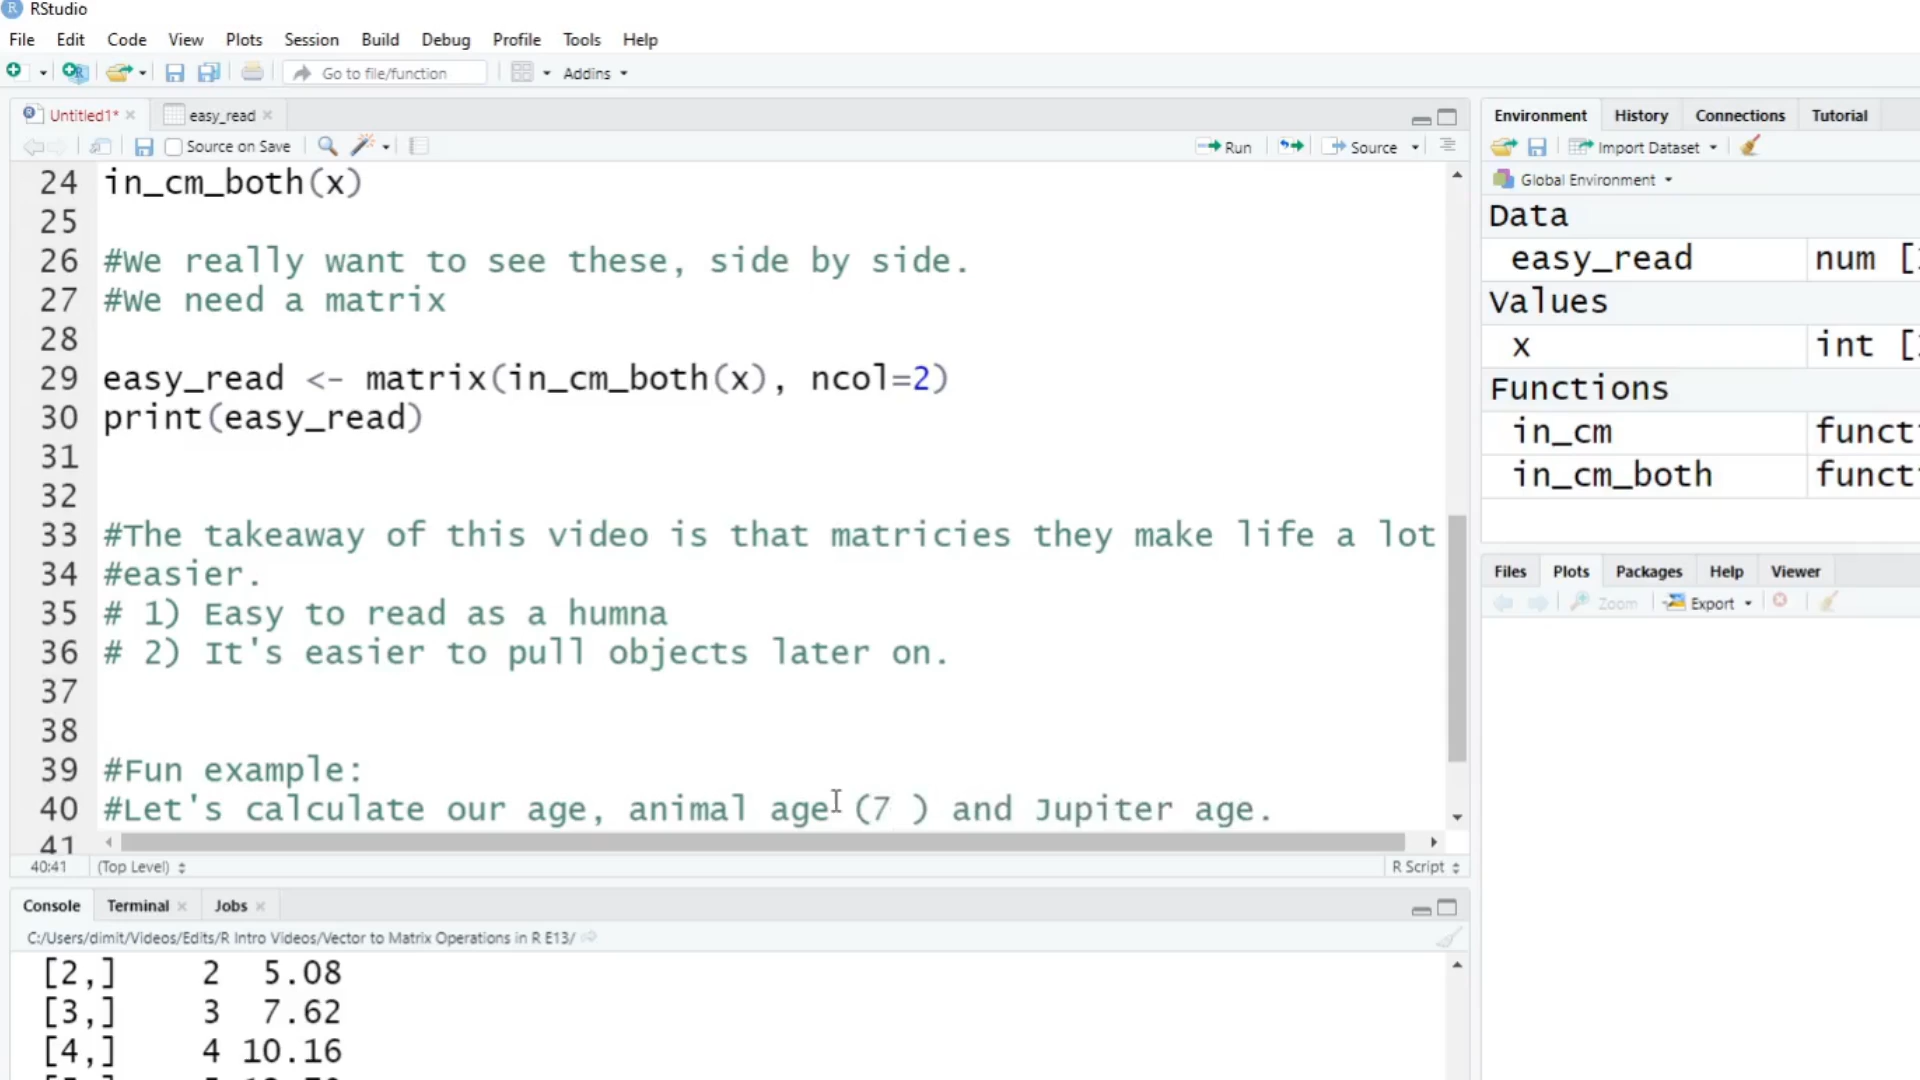 RStudio
File Edit Code View Plots Session Build Debug Profile Tools Help
Go to file/function Addins
Untitled1* easy_read
Source on Save Run Source
24 in_cm_both(x)
25
26 #We really want to see these, side by side.
27 #We need a matrix
28
29 easy_read <- matrix(in_cm_both(x), ncol=2)
30 print(easy_read)
31
32
33 #The takeaway of this video is that matricies they make life a lot
34 #easier.
35 # 1) Easy to read as a humna
36 # 2) It's easier to pull objects later on.
37
38
39 #Fun example:
40 #Let's calculate our age, animal age (7 ) and Jupiter age.
41
40:41 (Top Level) R Script
Console Terminal Jobs
C:/Users/dimit/Videos/Edits/R Intro Videos/Vector to Matrix Operations in R E13/
[2,] 2 5.08
[3,] 3 7.62
[4,] 4 10.16
Environment History Connections Tutorial
Import Dataset
Global Environment
Data
easy_read num [
Values
x int [
Functions
in_cm funct
in_cm_both funct
Files Plots Packages Help Viewer
Zoom Export